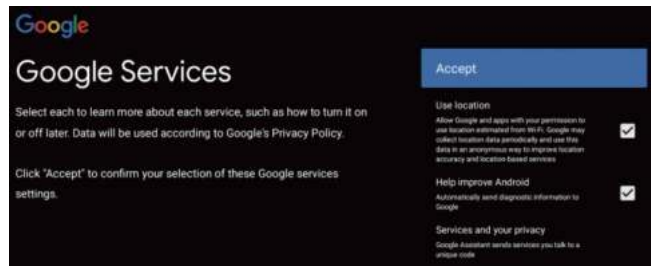 Google
Google Services
Select each to learn more about each service, such as how to turn it on
or off later. Data will be used according to Google's Privacy Policy.
Click "Accept" to confirm your selection of these Google services
settings.
Accept
Use location
Allow Google and apps with your permission to
use location estimated from Wi-Fi. Google may
collect location data periodically and use this
data in an anonymous way to improve location
accuracy and location-based services
Help improve Android
Automatically send diagnostic information to
Google
Services and your privacy
Google Assistant sends services you talk to a
unique code